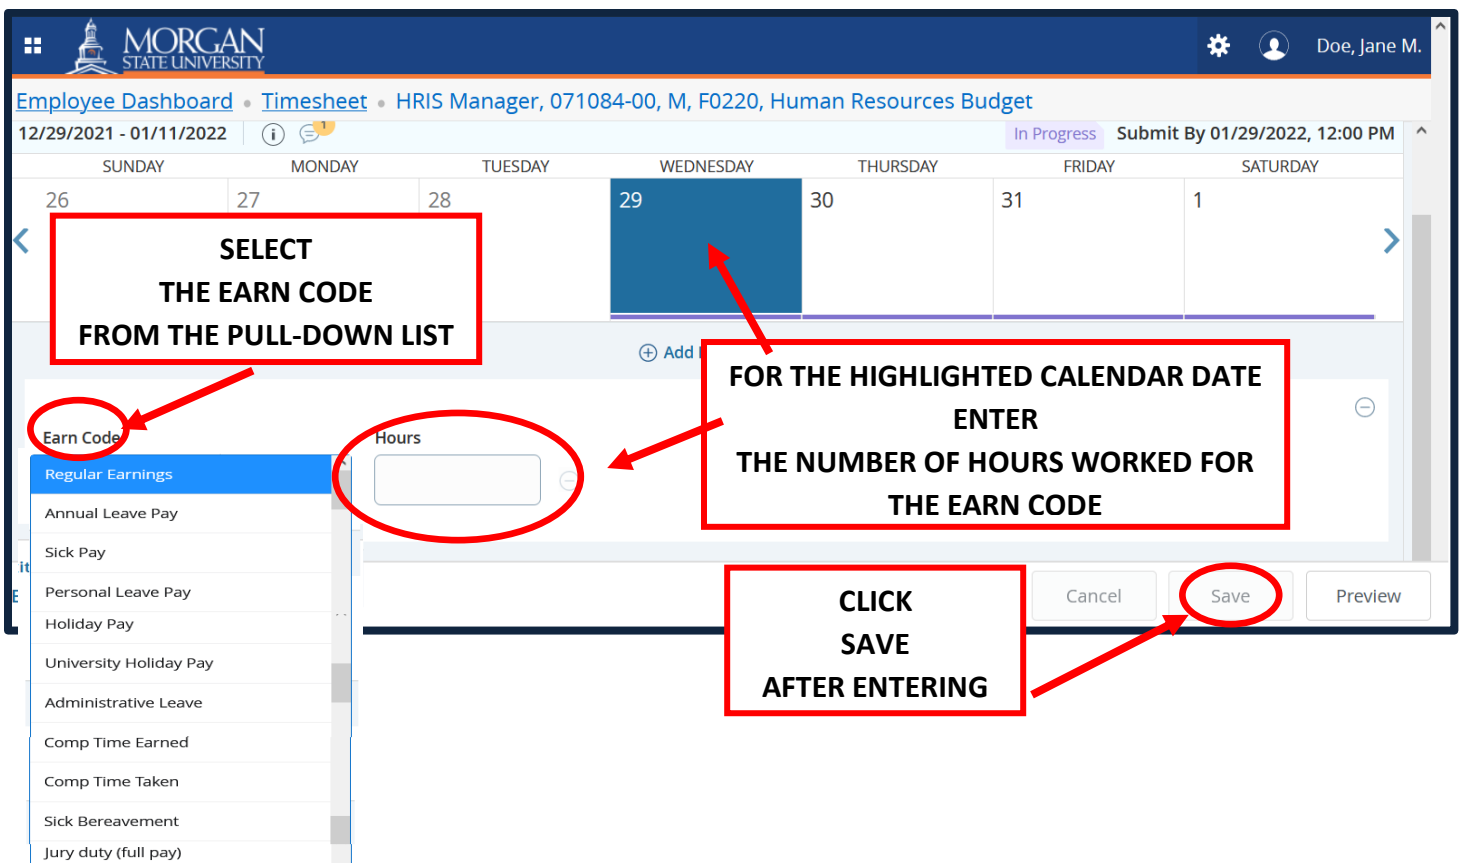 MORGAN
STATE UNIVERSITY
Doe, Jane M.
Employee Dashboard • Timesheet • HRIS Manager, 071084-00, M, F0220, Human Resources Budget
12/29/2021 - 01/11/2022
1
In Progress
Submit By 01/29/2022, 12:00 PM
SUNDAY MONDAY TUESDAY WEDNESDAY THURSDAY FRIDAY SATURDAY
26 27 28 29 30 31 1
SELECT
THE EARN CODE
FROM THE PULL-DOWN LIST
Add
FOR THE HIGHLIGHTED CALENDAR DATE
ENTER
THE NUMBER OF HOURS WORKED FOR
THE EARN CODE
Earn Code
Hours
Regular Earnings
Annual Leave Pay
Sick Pay
Personal Leave Pay
Holiday Pay
University Holiday Pay
Administrative Leave
Comp Time Earned
Comp Time Taken
Sick Bereavement
Jury duty (full pay)
CLICK
SAVE
AFTER ENTERING
Cancel
Save
Preview